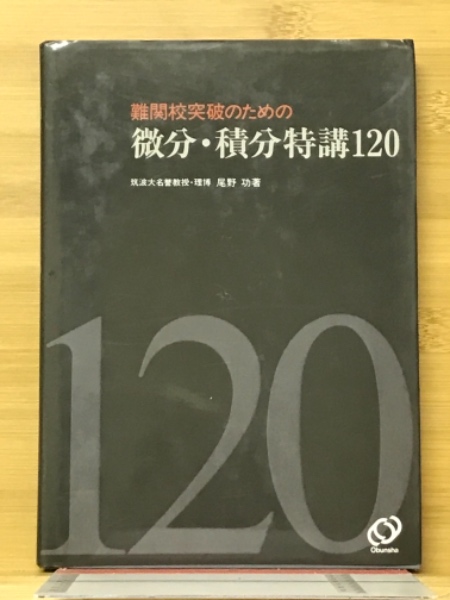 難関校突破のための
微分・積分特講120
筑波大名誉教授・理博 尾野 功著
120
Obunsha